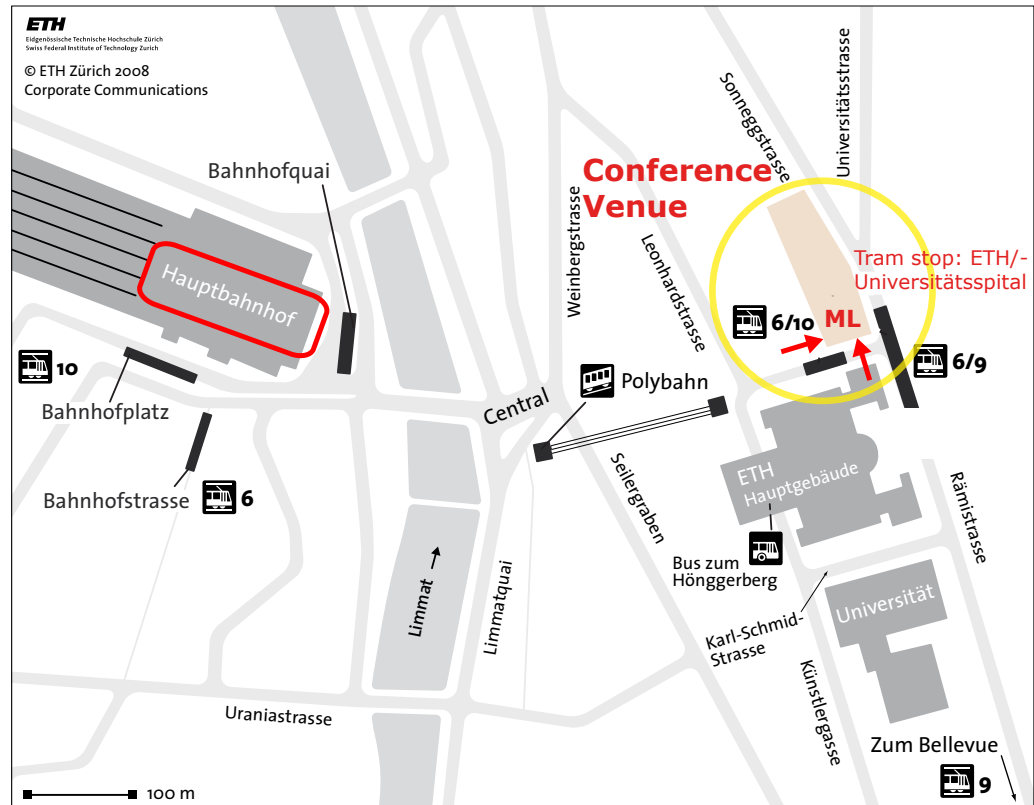 ETH
Eidgenössische Technische Hochschule Zürich
Swiss Federal Institute of Technology Zurich
© ETH Zürich 2008
Corporate Communications
Sonneggstrasse
Universitätsstrasse
Bahnhofquai
Conference
Venue
Weinbergstrasse
Leonhardstrasse
Tram stop: ETH/-
Universitätsspital
Hauptbahnhof
6/10
ML
6/9
10
Bahnhofplatz
Central
Polybahn
Bahnhofstrasse
6
Seilergraben
ETH
Hauptgebäude
Rämistrasse
Limmat
Limmatquai
Bus zum
Hönggerberg
Universität
Karl-Schmid-
Strasse
Künstlergasse
Uraniastrasse
Zum Bellevue
9
100 m